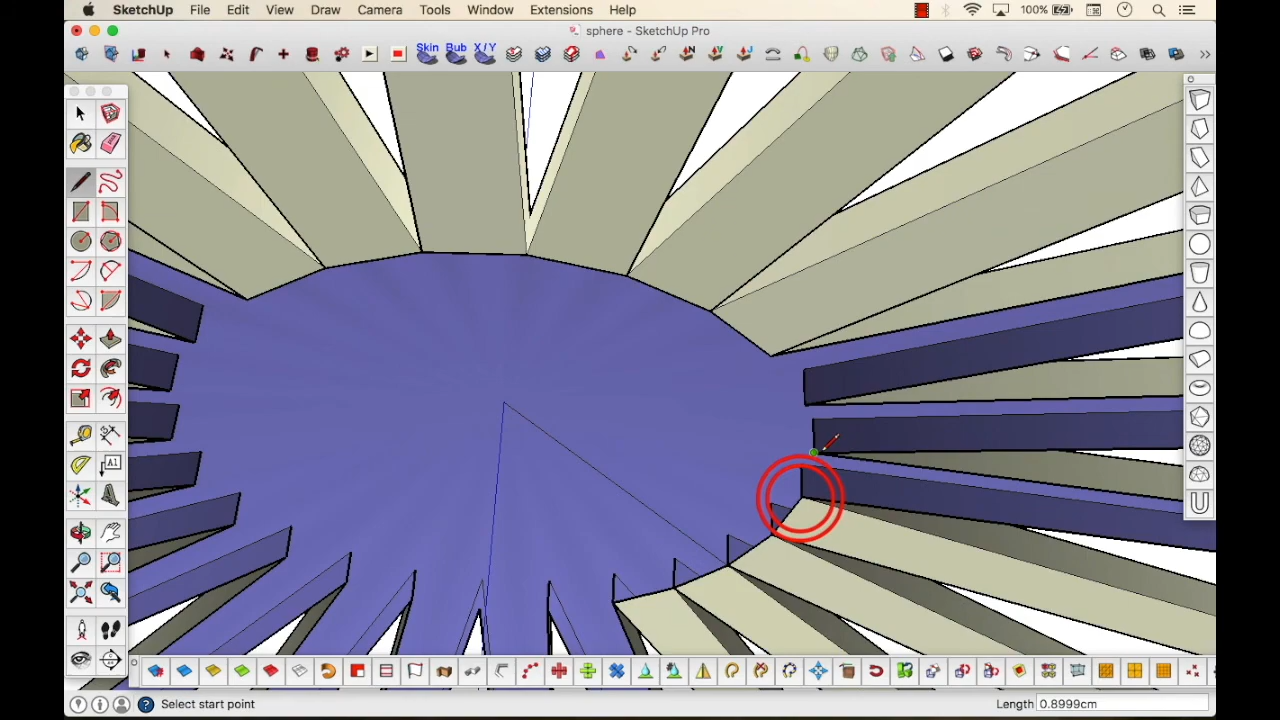 SketchUp File Edit View Draw Camera Tools Window Extensions Help 100%
sphere - SketchUp Pro
Skin Bub X/Y
N V J
A1
Select start point Length 0.8999cm